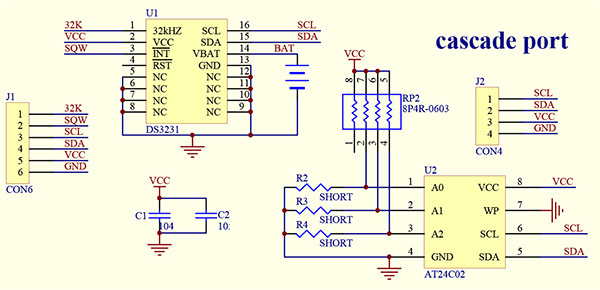 cascade port
U1
32K
VCC
SQW
1
2
3
4
5
6
7
8
32kHZ
VCC
INT
RST
NC
NC
NC
NC
SCL
SDA
VBAT
GND
NC
NC
NC
NC
16
15
14
13
12
11
10
9
SCL
SDA
BAT
DS3231
J1
1
2
3
4
5
6
32K
SQW
SCL
SDA
VCC
GND
CON6
VCC
C1
104
C2
VCC
8
7
6
5
RP2
8P4R-0603
1
2
3
4
J2
1
2
3
4
SCL
SDA
VCC
GND
CON4
R2
SHORT
R3
SHORT
R4
SHORT
U2
1
2
3
4
A0
A1
A2
GND
VCC
WP
SCL
SDA
8
7
6
5
VCC
SCL
SDA
AT24C02